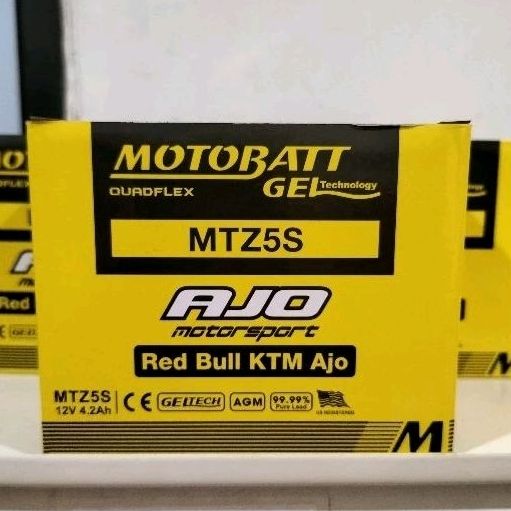 MOTOBATT
QUADFLEX GEL Technology
MTZ5S
AJO
motorsport
Red Bull KTM Ajo
MTZ5S
12V 4.2Ah
CE GELTECH AGM 99.99%
Pure Lead
M
Red